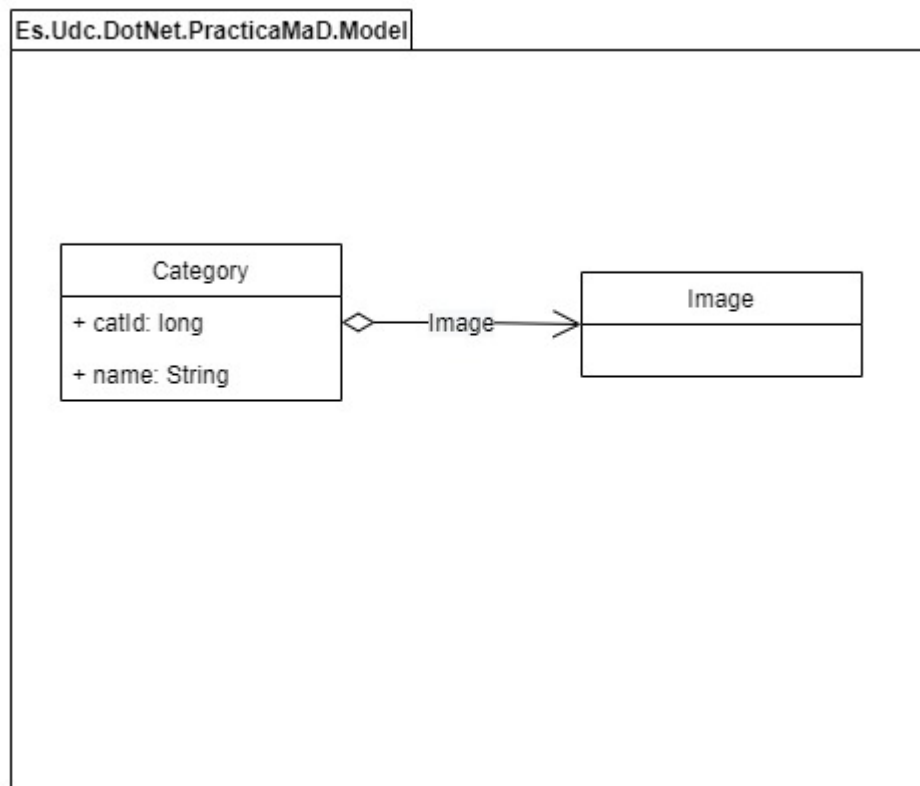 Es.Udc.DotNet.PracticaMaD.Model
Category
+ catId: long
+ name: String
Image
Image